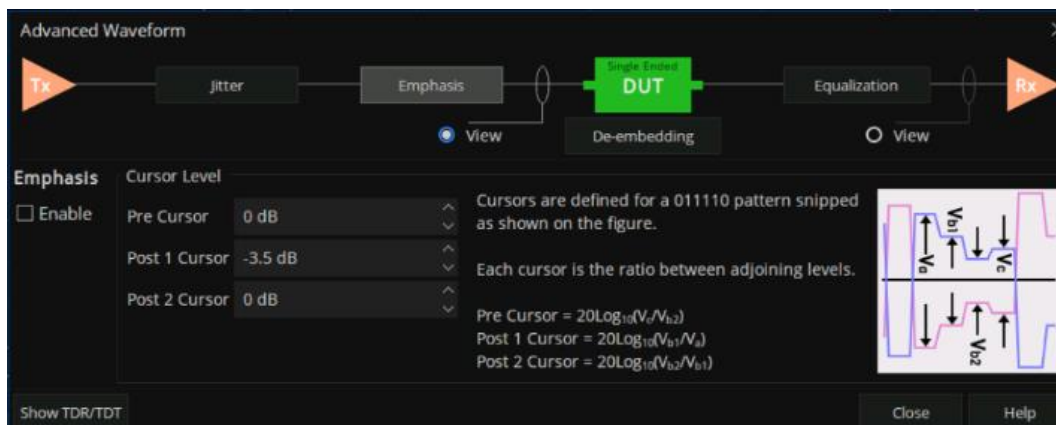 Advanced Waveform
Tx
Jitter
Emphasis
Single Ended
DUT
Equalization
Rx
View
De-embedding
View
Emphasis
Enable
Cursor Level
Pre Cursor 0 dB
Post 1 Cursor -3.5 dB
Post 2 Cursor 0 dB
Cursors are defined for a 011110 pattern snipped
as shown on the figure.
Each cursor is the ratio between adjoining levels.
Pre Cursor = 20Log₁₀(Vc/Vb2)
Post 1 Cursor = 20Log₁₀(Vb1/Va)
Post 2 Cursor = 20Log₁₀(Vb2/Vb1)
Va
Vb1
Vc
Vb2
Show TDR/TDT
Close
Help